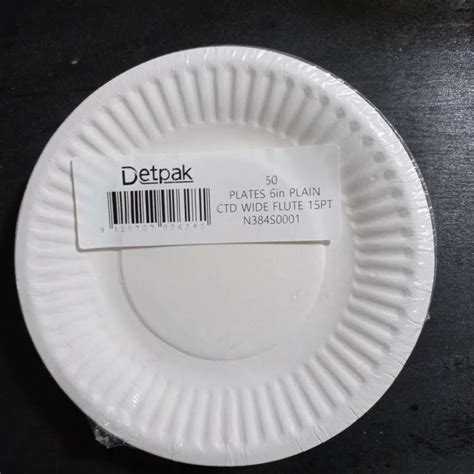 Detpak
50
PLATES 6in PLAIN
CTD WIDE FLUTE 15PT
N384S0001